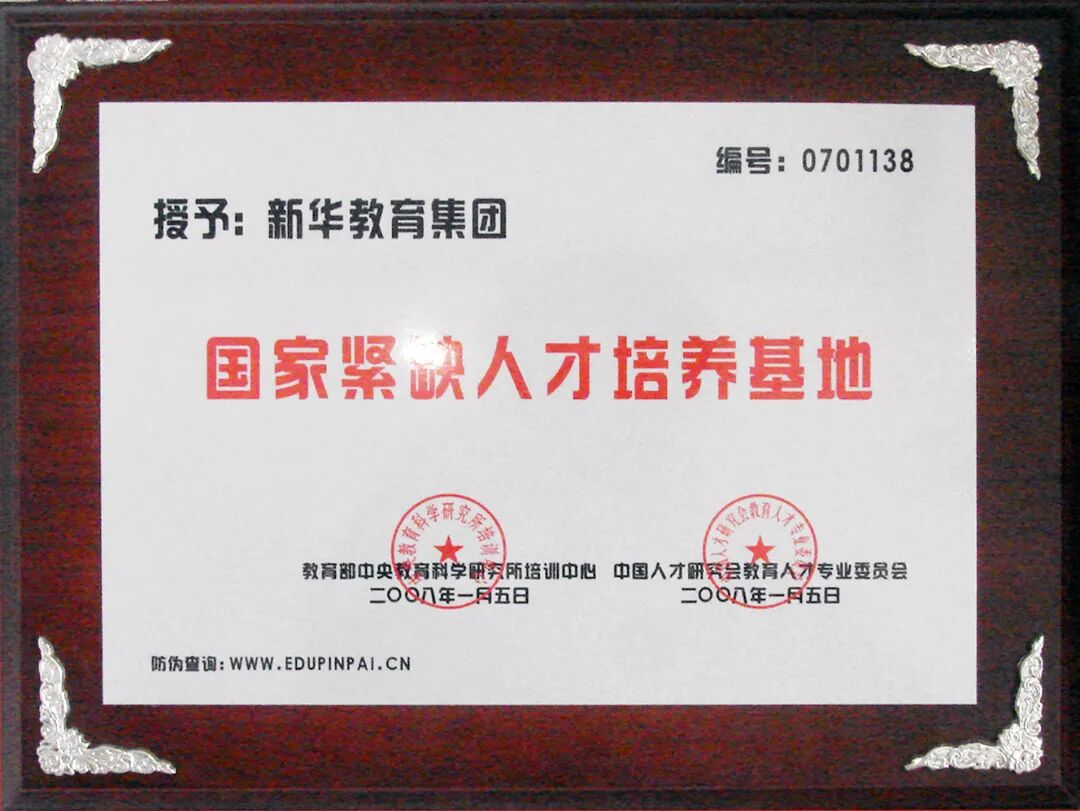 编号：0701138
授予：新华教育集团
国家紧缺人才培养基地
教育部中央教育科学研究所培训中心 中国人才研究会教育人才专业委员会
二〇〇八年一月五日 二〇〇八年一月五日
防伪查询：WWW.EDUPINPAI.CN